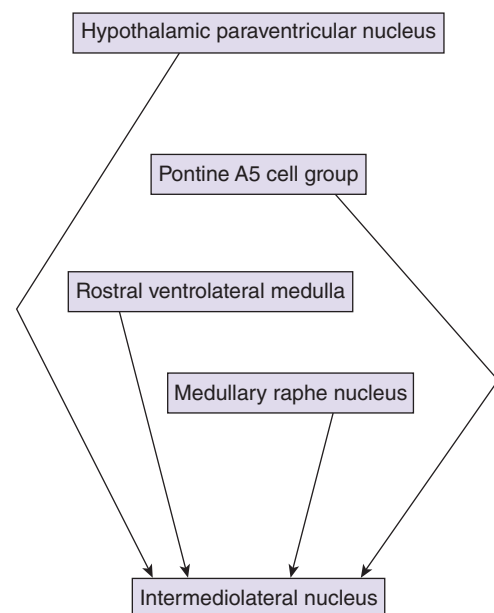 Hypothalamic paraventricular nucleus
Pontine A5 cell group
Rostral ventrolateral medulla
Medullary raphe nucleus
Intermediolateral nucleus